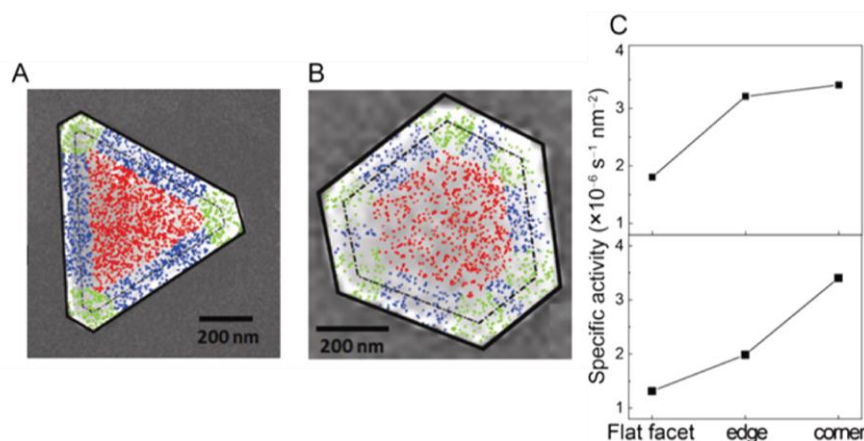 A
B
C
200 nm
200 nm
Specific activity (×10⁻⁶ s⁻¹ nm⁻²)
4
3
2
1
4
3
2
1
Flat facet edge corner